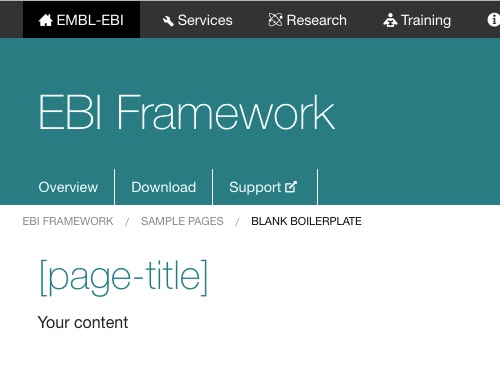 EMBL-EBI Services Research Training
EBI Framework
Overview Download Support
EBI FRAMEWORK / SAMPLE PAGES / BLANK BOILERPLATE
[page-title]
Your content